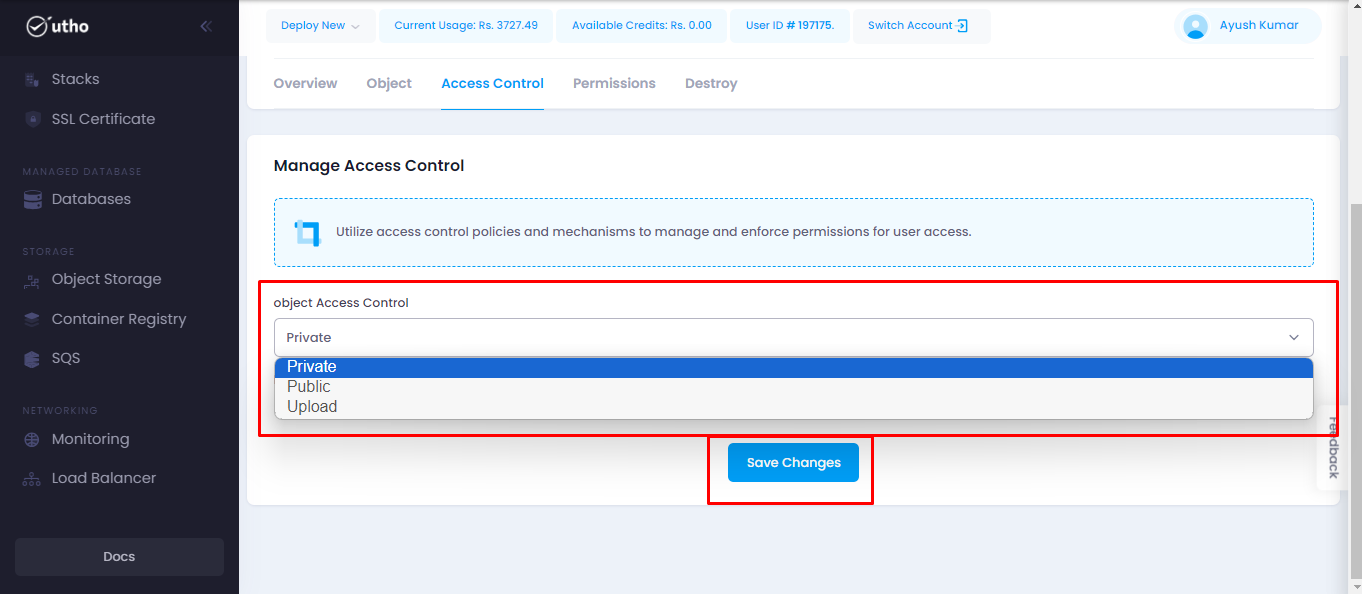 utho
Stacks
SSL Certificate
MANAGED DATABASE
Databases
STORAGE
Object Storage
Container Registry
SQS
NETWORKING
Monitoring
Load Balancer
Docs
Deploy New
Current Usage: Rs. 3727.49
Available Credits: Rs. 0.00
User ID # 197175.
Switch Account
Ayush Kumar
Overview
Object
Access Control
Permissions
Destroy
Manage Access Control
Utilize access control policies and mechanisms to manage and enforce permissions for user access.
object Access Control
Private
Private
Public
Upload
Save Changes
Feedback